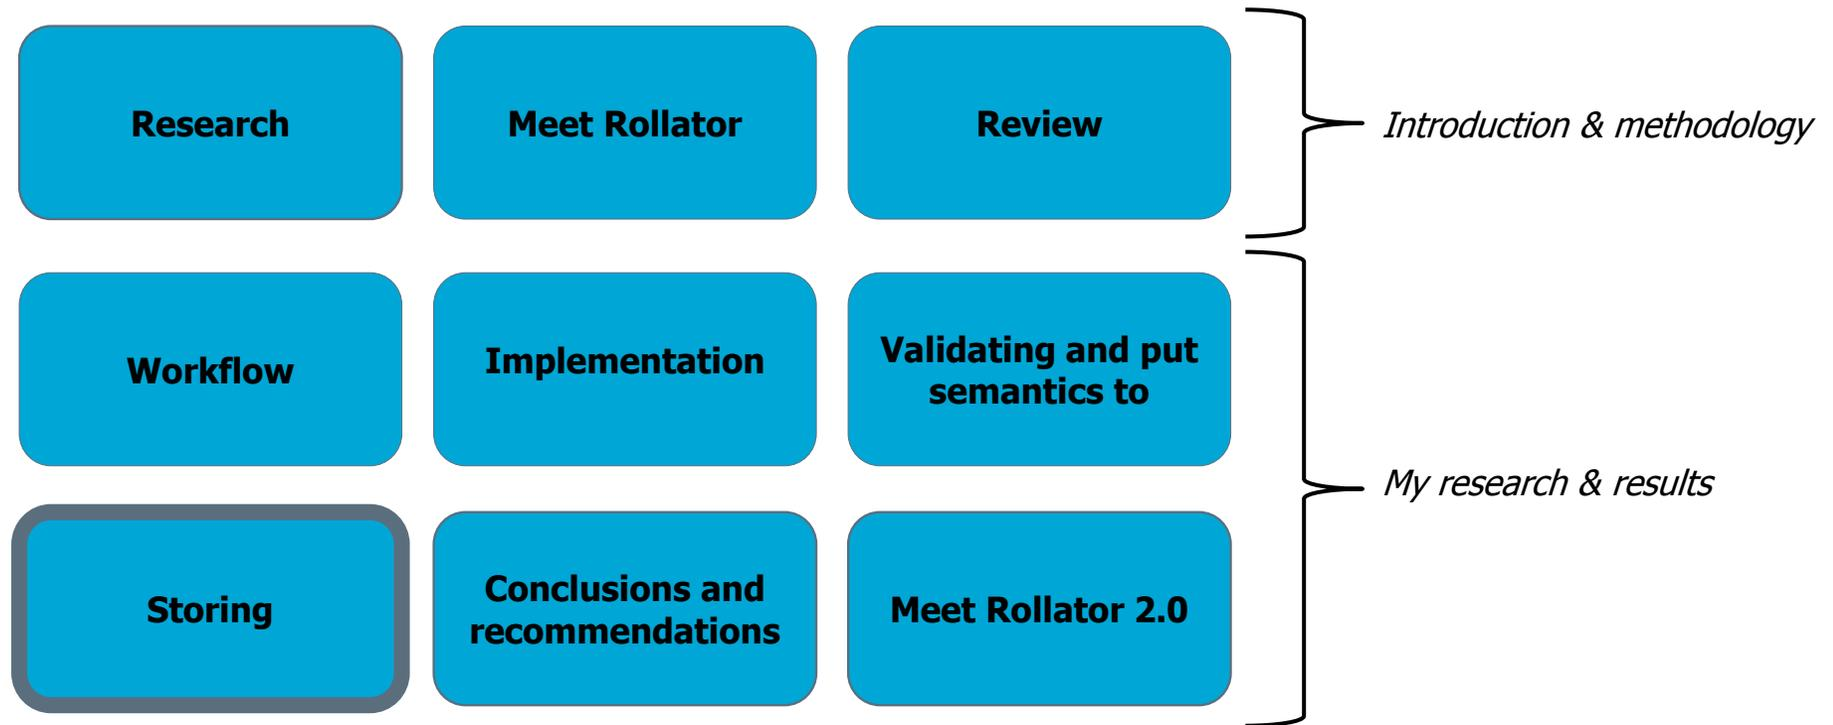 Research
Meet Rollator
Review
Introduction & methodology
Workflow
Implementation
Validating and put
semantics to
My research & results
Storing
Conclusions and
recommendations
Meet Rollator 2.0